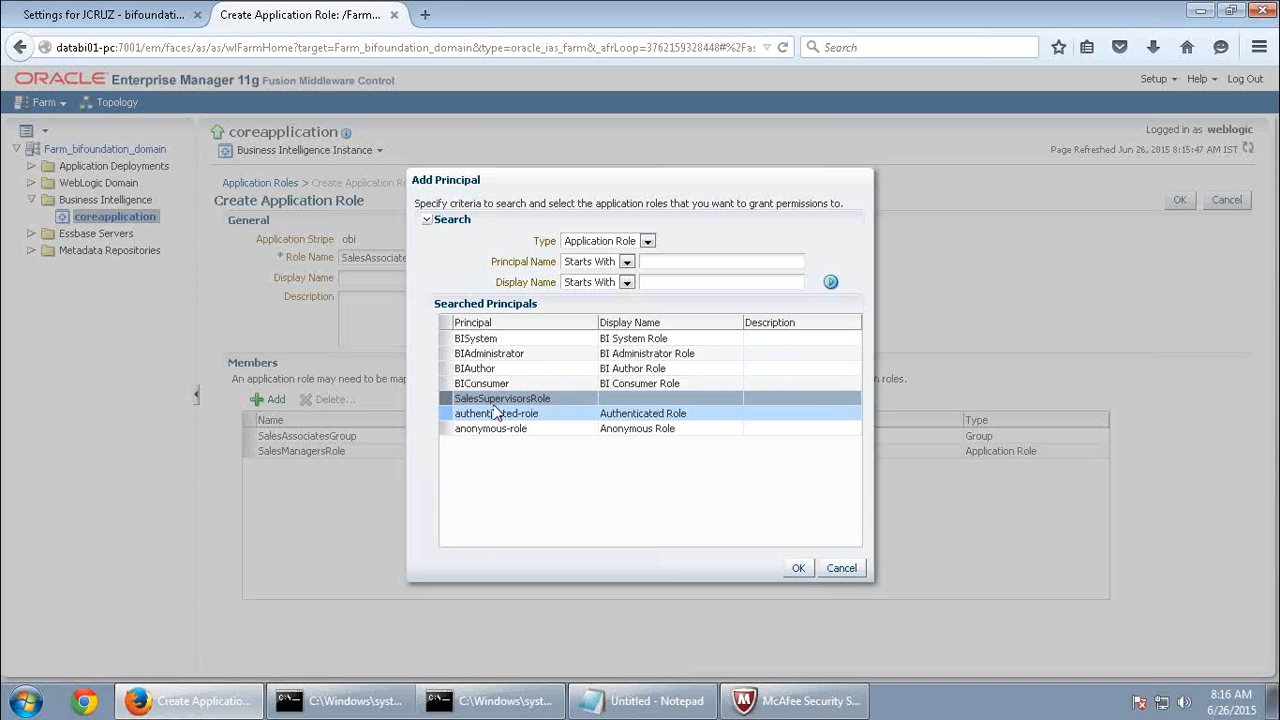 Settings for JCRUZ - bifoundati...
Create Application Role: /Farm...
databi01-pc:7001/em/faces/as/as/wlFarmHome?target=Farm_bifoundation_domain&type=oracle_ias_farm&_afrLoop=3762159328448#%2Fas
Search
ORACLE Enterprise Manager 11g Fusion Middleware Control
Setup Help Log Out
Farm Topology
coreapplication
Logged in as weblogic
Business Intelligence Instance
Page Refreshed Jun 26, 2015 8:15:47 AM IST
Farm_bifoundation_domain
Application Deployments
WebLogic Domain
Business Intelligence
coreapplication
Essbase Servers
Metadata Repositories
Application Roles > Create Application Ro
Create Application Role
OK Cancel
General
Application Stripe obi
* Role Name SalesAssociate
Display Name
Description
Members
An application role may need to be map
n roles.
Add Delete...
Name Type
SalesAssociatesGroup Group
SalesManagersRole Application Role
Add Principal
Specify criteria to search and select the application roles that you want to grant permissions to.
Search
Type Application Role
Principal Name Starts With
Display Name Starts With
Searched Principals
Principal Display Name Description
BISystem BI System Role
BIAdministrator BI Administrator Role
BIAuthor BI Author Role
BIConsumer BI Consumer Role
SalesSupervisorsRole
authenticated-role Authenticated Role
anonymous-role Anonymous Role
OK Cancel
Create Applicatio...
C:\Windows\syst...
C:\Windows\syst...
Untitled - Notepad
McAfee Security S...
8:16 AM
6/26/2015